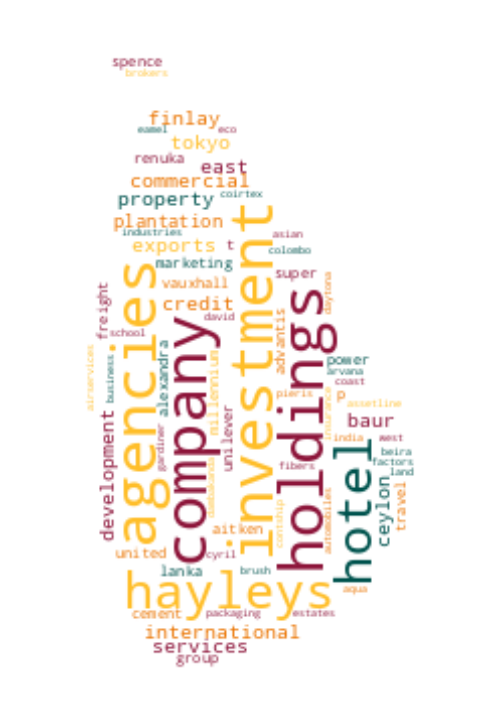 spence
brokers
finlay
eamel
eco
tokyo
renuka
east
commercial
property
coirtex
plantation
industries
exports
t
asian
colombo
marketing
super
vauxhall
credit
david
investment
agencies
company
holdings
hotel
freight
school
daytona
advantis
airservices
business
alexandra
millennium
power
arvana
coast
pieris
p
assetline
insurance
baur
development
gardiner
unilever
india
west
beira
factors
land
fibers
ceylon
travel
automobiles
aitken
united
cyril
lanka
brush
hayleys
aqua
cement
packaging
estates
international
services
group